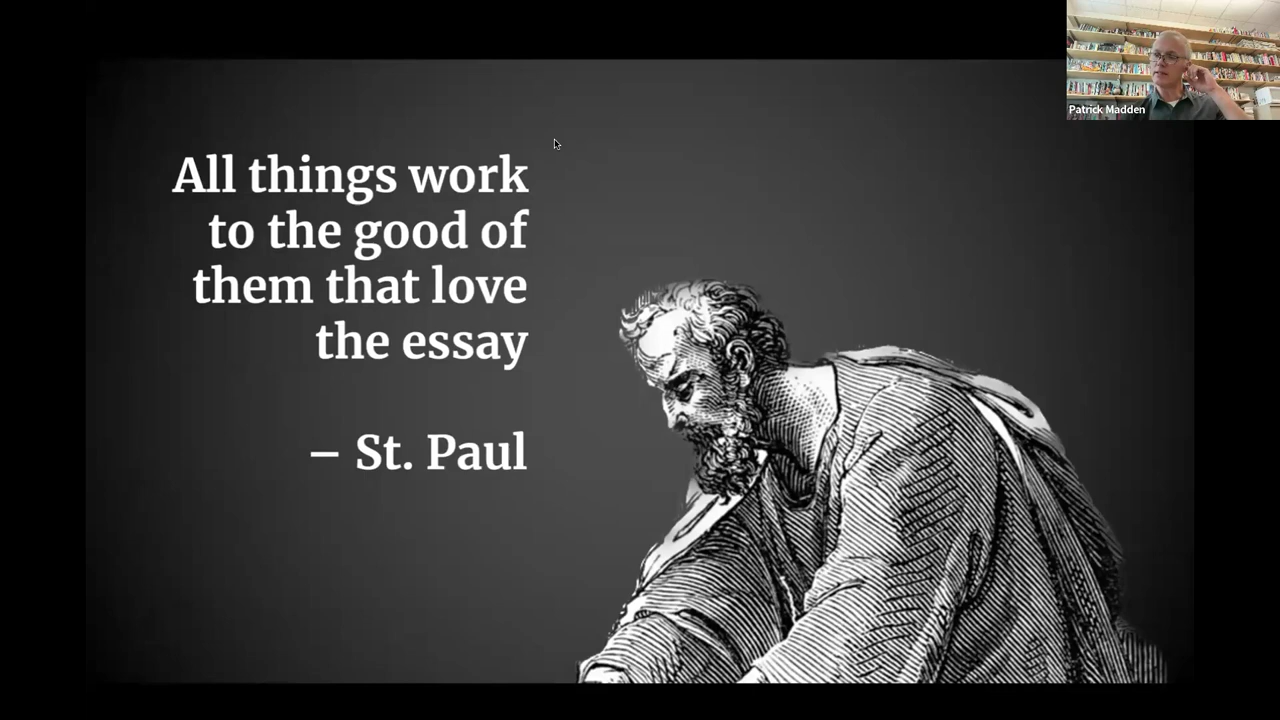 All things work
to the good of
them that love
the essay
– St. Paul
Patrick Madden